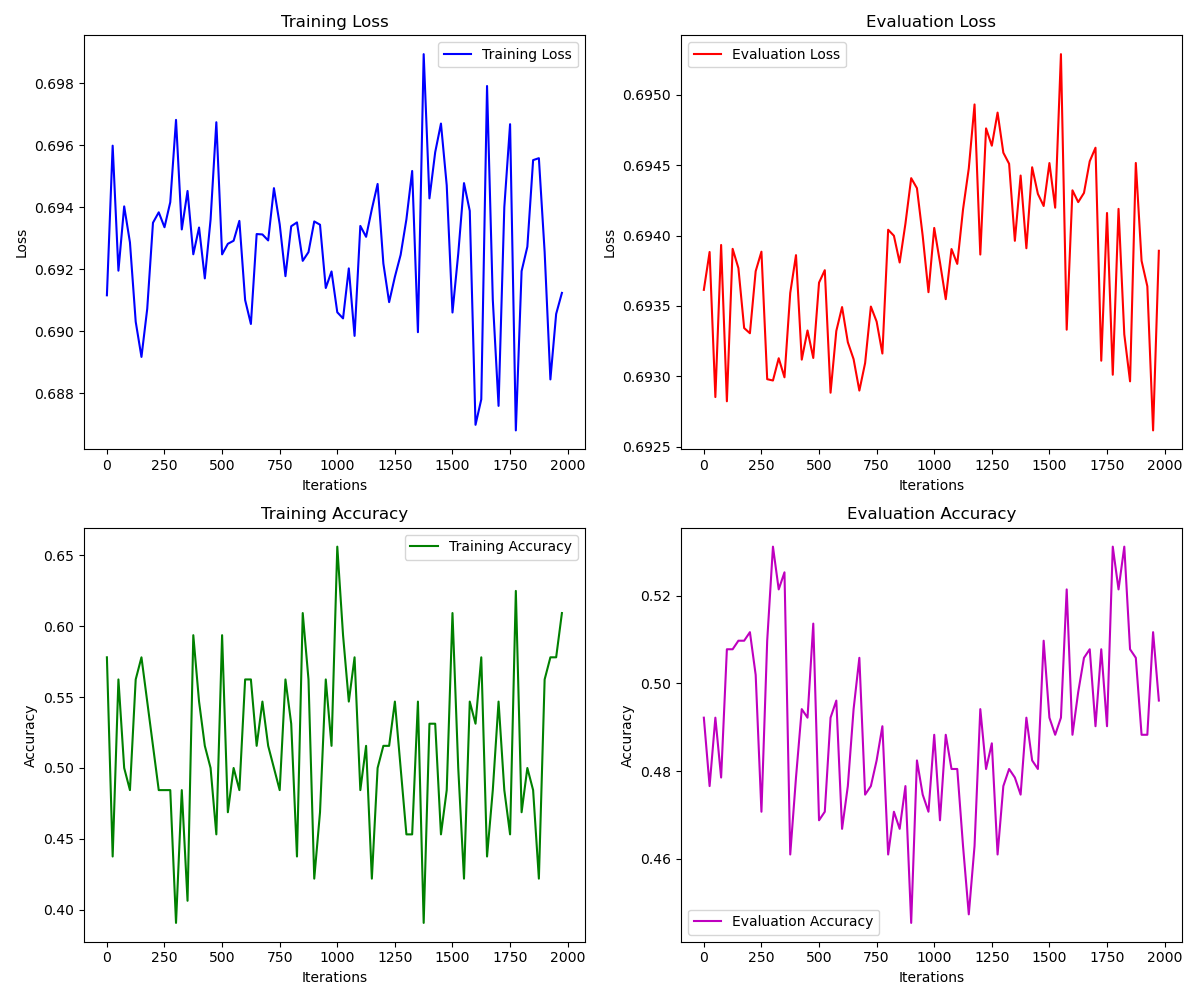 Training Loss
Training Loss
0.698
0.696
0.694
0.692
0.690
0.688
Loss
0 250 500 750 1000 1250 1500 1750 2000
Iterations
Evaluation Loss
Evaluation Loss
0.6950
0.6945
0.6940
0.6935
0.6930
0.6925
Loss
0 250 500 750 1000 1250 1500 1750 2000
Iterations
Training Accuracy
Training Accuracy
0.65
0.60
0.55
0.50
0.45
0.40
Accuracy
0 250 500 750 1000 1250 1500 1750 2000
Iterations
Evaluation Accuracy
0.52
0.50
0.48
0.46
Accuracy
Evaluation Accuracy
0 250 500 750 1000 1250 1500 1750 2000
Iterations